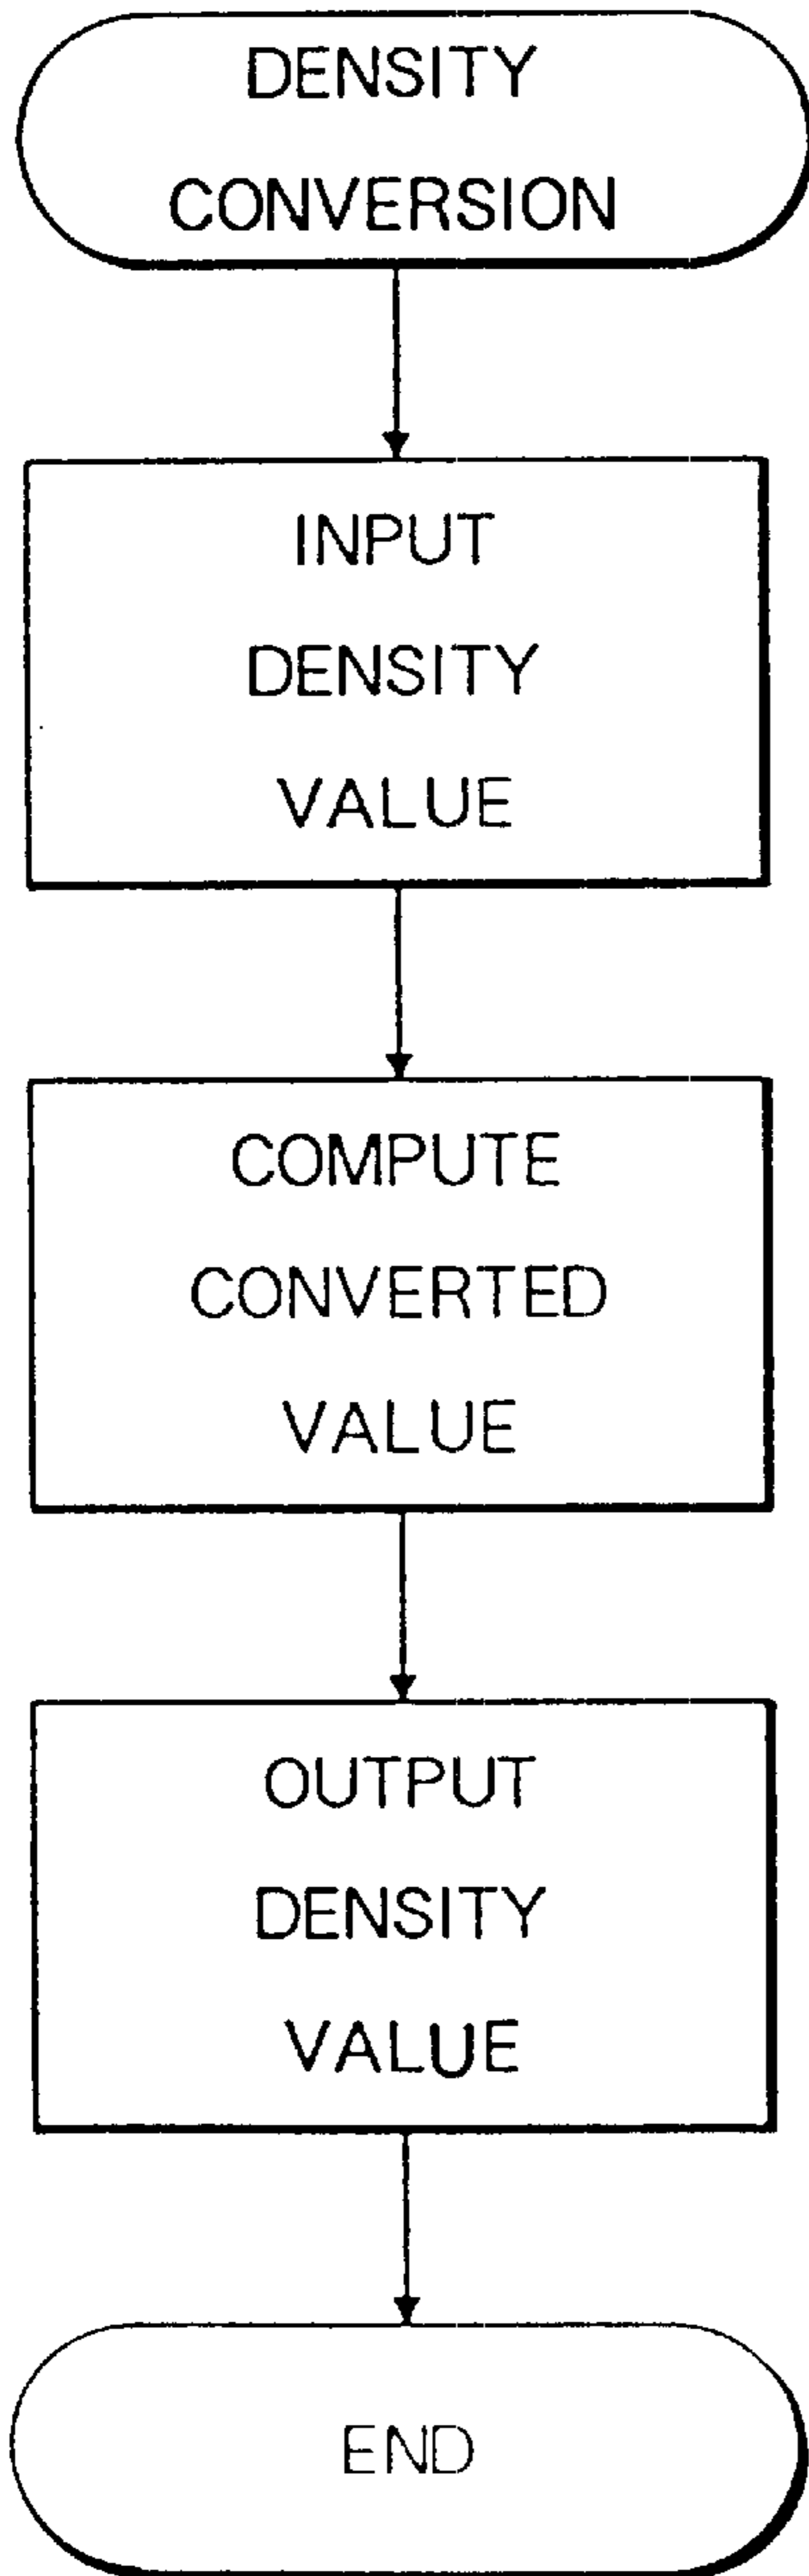 DENSITY
CONVERSION
INPUT
DENSITY
VALUE
COMPUTE
CONVERTED
VALUE
OUTPUT
DENSITY
VALUE
END